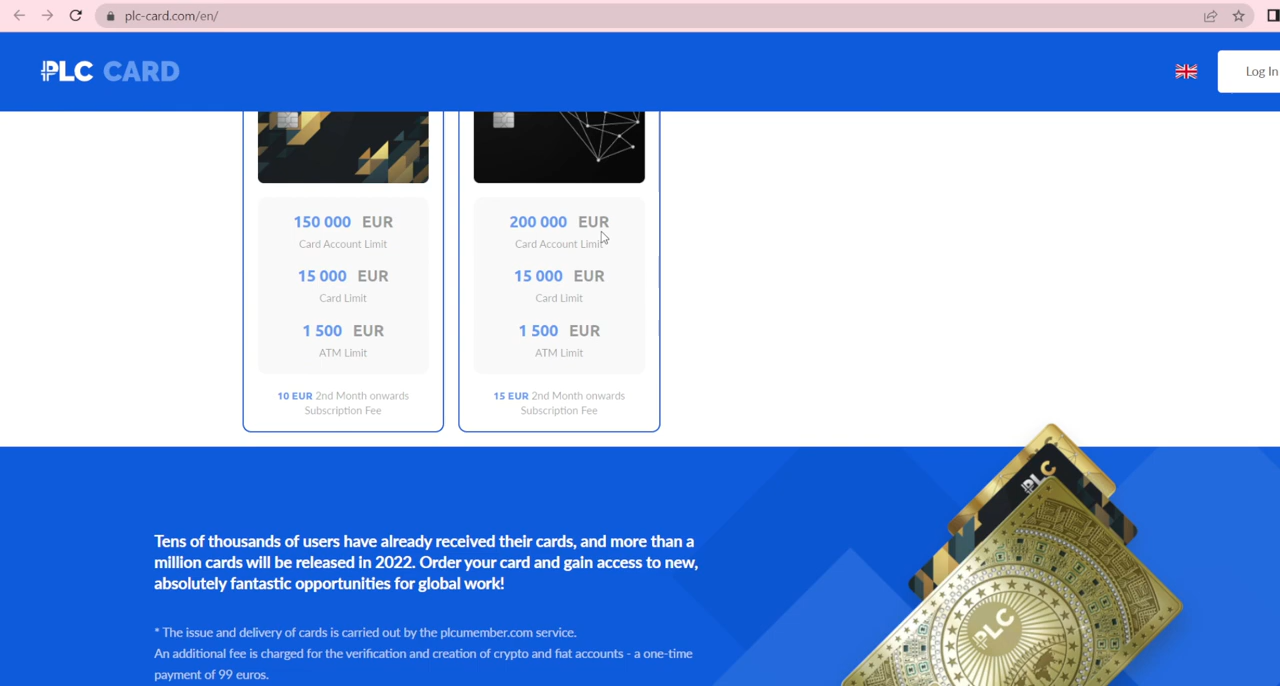 plc-card.com/en/
PLC CARD
Log In
150 000 EUR
Card Account Limit
15 000 EUR
Card Limit
1 500 EUR
ATM Limit
10 EUR 2nd Month onwards
Subscription Fee
200 000 EUR
Card Account Limit
15 000 EUR
Card Limit
1 500 EUR
ATM Limit
15 EUR 2nd Month onwards
Subscription Fee
Tens of thousands of users have already received their cards, and more than a
million cards will be released in 2022. Order your card and gain access to new,
absolutely fantastic opportunities for global work!
* The issue and delivery of cards is carried out by the plcumember.com service.
An additional fee is charged for the verification and creation of crypto and fiat accounts - a one-time
payment of 99 euros.
PLC
PLC